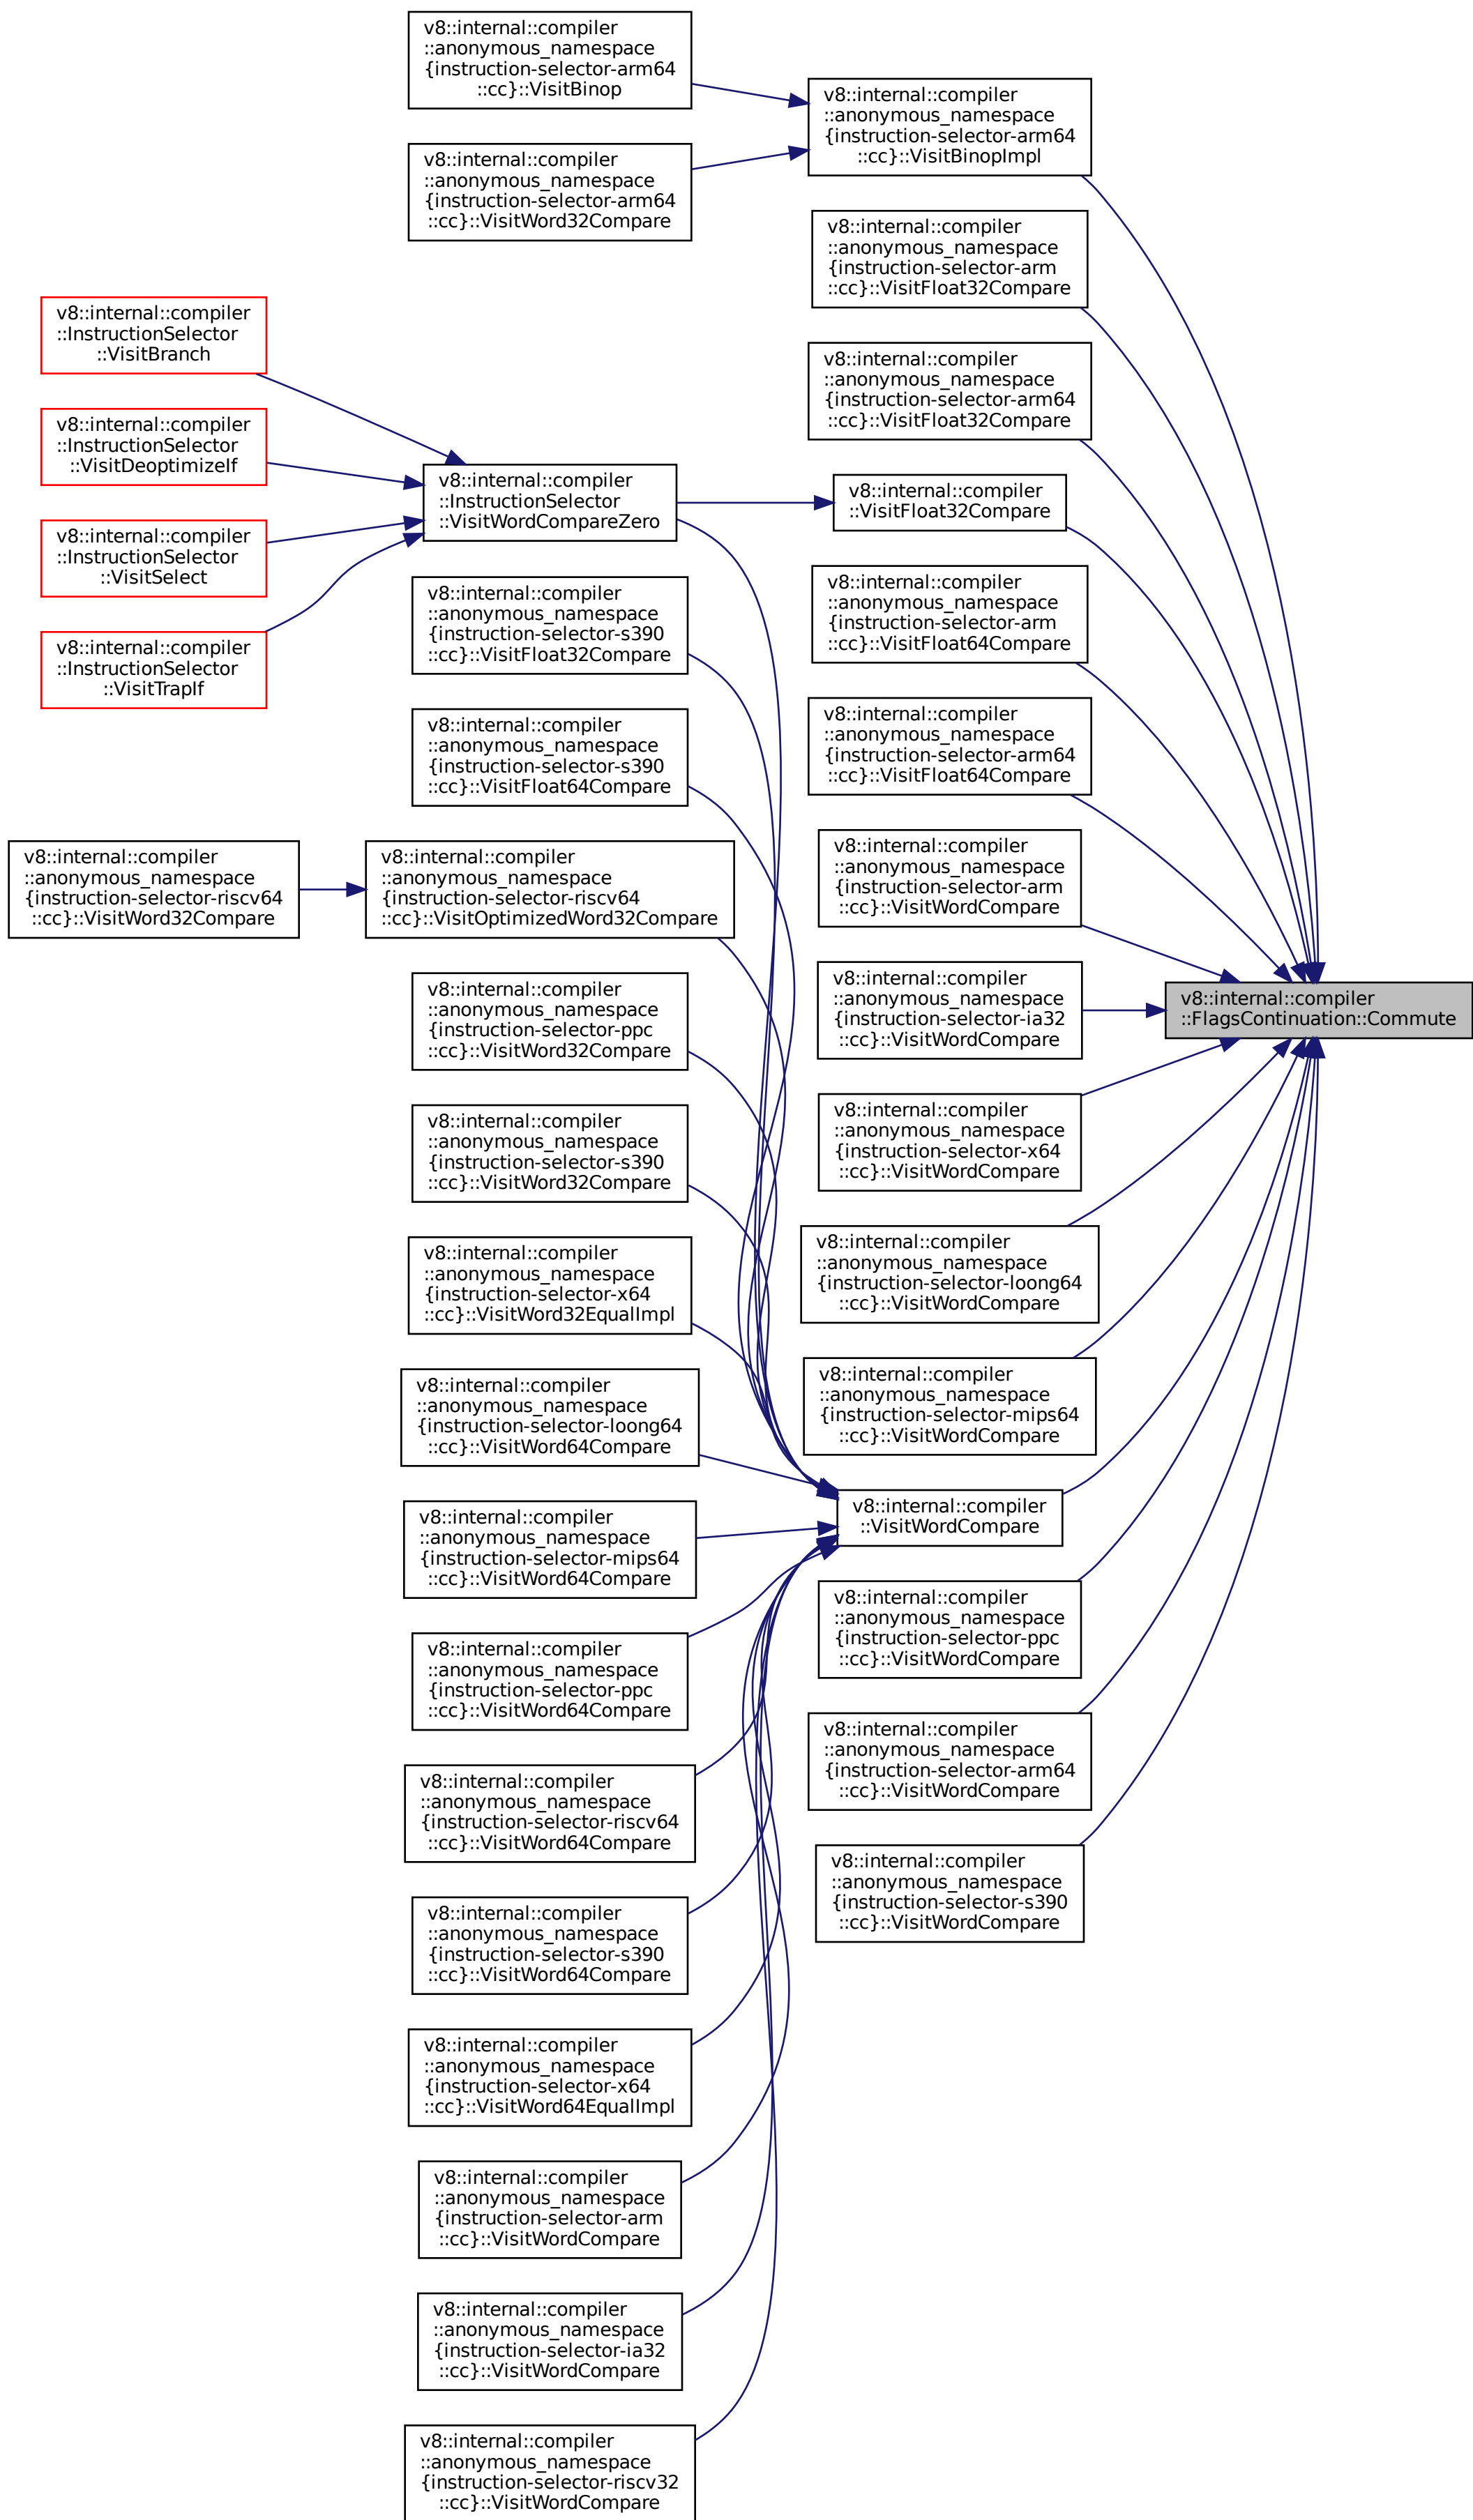 v8::internal::compiler
::anonymous_namespace
{instruction-selector-arm64
::cc}::VisitBinop
v8::internal::compiler
::anonymous_namespace
{instruction-selector-arm64
::cc}::VisitBinopImpl
v8::internal::compiler
::anonymous_namespace
{instruction-selector-arm64
::cc}::VisitWord32Compare
v8::internal::compiler
::anonymous_namespace
{instruction-selector-arm
::cc}::VisitFloat32Compare
v8::internal::compiler
::InstructionSelector
::VisitBranch
v8::internal::compiler
::anonymous_namespace
{instruction-selector-arm64
::cc}::VisitFloat32Compare
v8::internal::compiler
::InstructionSelector
::VisitDeoptimizeIf
v8::internal::compiler
::InstructionSelector
::VisitWordCompareZero
v8::internal::compiler
::VisitFloat32Compare
v8::internal::compiler
::InstructionSelector
::VisitSelect
v8::internal::compiler
::anonymous_namespace
{instruction-selector-s390
::cc}::VisitFloat32Compare
v8::internal::compiler
::anonymous_namespace
{instruction-selector-arm
::cc}::VisitFloat64Compare
v8::internal::compiler
::InstructionSelector
::VisitTrapIf
v8::internal::compiler
::anonymous_namespace
{instruction-selector-s390
::cc}::VisitFloat64Compare
v8::internal::compiler
::anonymous_namespace
{instruction-selector-arm64
::cc}::VisitFloat64Compare
v8::internal::compiler
::anonymous_namespace
{instruction-selector-riscv64
::cc}::VisitWord32Compare
v8::internal::compiler
::anonymous_namespace
{instruction-selector-riscv64
::cc}::VisitOptimizedWord32Compare
v8::internal::compiler
::anonymous_namespace
{instruction-selector-arm
::cc}::VisitWordCompare
v8::internal::compiler
::anonymous_namespace
{instruction-selector-ppc
::cc}::VisitWord32Compare
v8::internal::compiler
::anonymous_namespace
{instruction-selector-ia32
::cc}::VisitWordCompare
v8::internal::compiler
::FlagsContinuation::Commute
v8::internal::compiler
::anonymous_namespace
{instruction-selector-s390
::cc}::VisitWord32Compare
v8::internal::compiler
::anonymous_namespace
{instruction-selector-x64
::cc}::VisitWordCompare
v8::internal::compiler
::anonymous_namespace
{instruction-selector-x64
::cc}::VisitWord32EqualImpl
v8::internal::compiler
::anonymous_namespace
{instruction-selector-loong64
::cc}::VisitWordCompare
v8::internal::compiler
::anonymous_namespace
{instruction-selector-loong64
::cc}::VisitWord64Compare
v8::internal::compiler
::anonymous_namespace
{instruction-selector-mips64
::cc}::VisitWordCompare
v8::internal::compiler
::anonymous_namespace
{instruction-selector-mips64
::cc}::VisitWord64Compare
v8::internal::compiler
::VisitWordCompare
v8::internal::compiler
::anonymous_namespace
{instruction-selector-ppc
::cc}::VisitWord64Compare
v8::internal::compiler
::anonymous_namespace
{instruction-selector-ppc
::cc}::VisitWordCompare
v8::internal::compiler
::anonymous_namespace
{instruction-selector-riscv64
::cc}::VisitWord64Compare
v8::internal::compiler
::anonymous_namespace
{instruction-selector-arm64
::cc}::VisitWordCompare
v8::internal::compiler
::anonymous_namespace
{instruction-selector-s390
::cc}::VisitWord64Compare
v8::internal::compiler
::anonymous_namespace
{instruction-selector-s390
::cc}::VisitWordCompare
v8::internal::compiler
::anonymous_namespace
{instruction-selector-x64
::cc}::VisitWord64EqualImpl
v8::internal::compiler
::anonymous_namespace
{instruction-selector-arm
::cc}::VisitWordCompare
v8::internal::compiler
::anonymous_namespace
{instruction-selector-ia32
::cc}::VisitWordCompare
v8::internal::compiler
::anonymous_namespace
{instruction-selector-riscv32
::cc}::VisitWordCompare